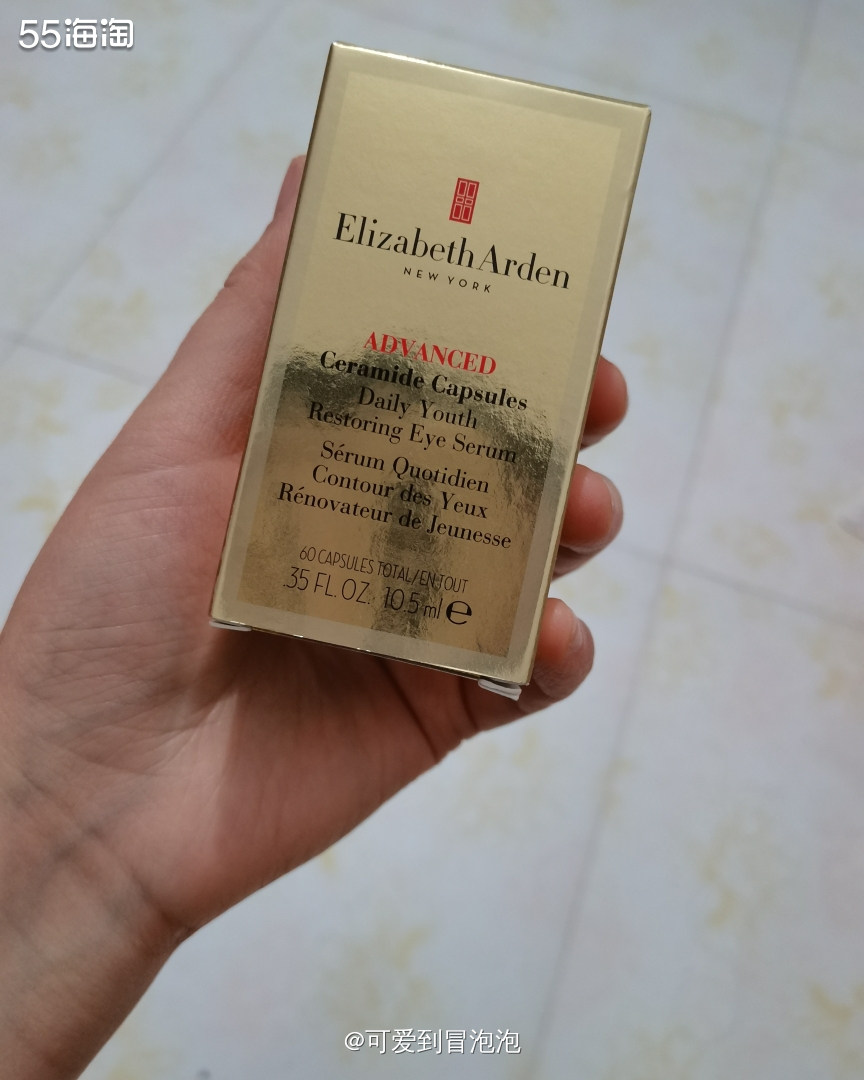 55海淘
Elizabeth Arden
NEW YORK
ADVANCED
Ceramide Capsules
Daily Youth
Restoring Eye Serum
Sérum Quotidien
Contour des Yeux
Rénovateur de Jeunesse
60 CAPSULES TOTAL/EN TOUT
.35 FL. OZ. 10.5 ml e
@可爱到冒泡泡